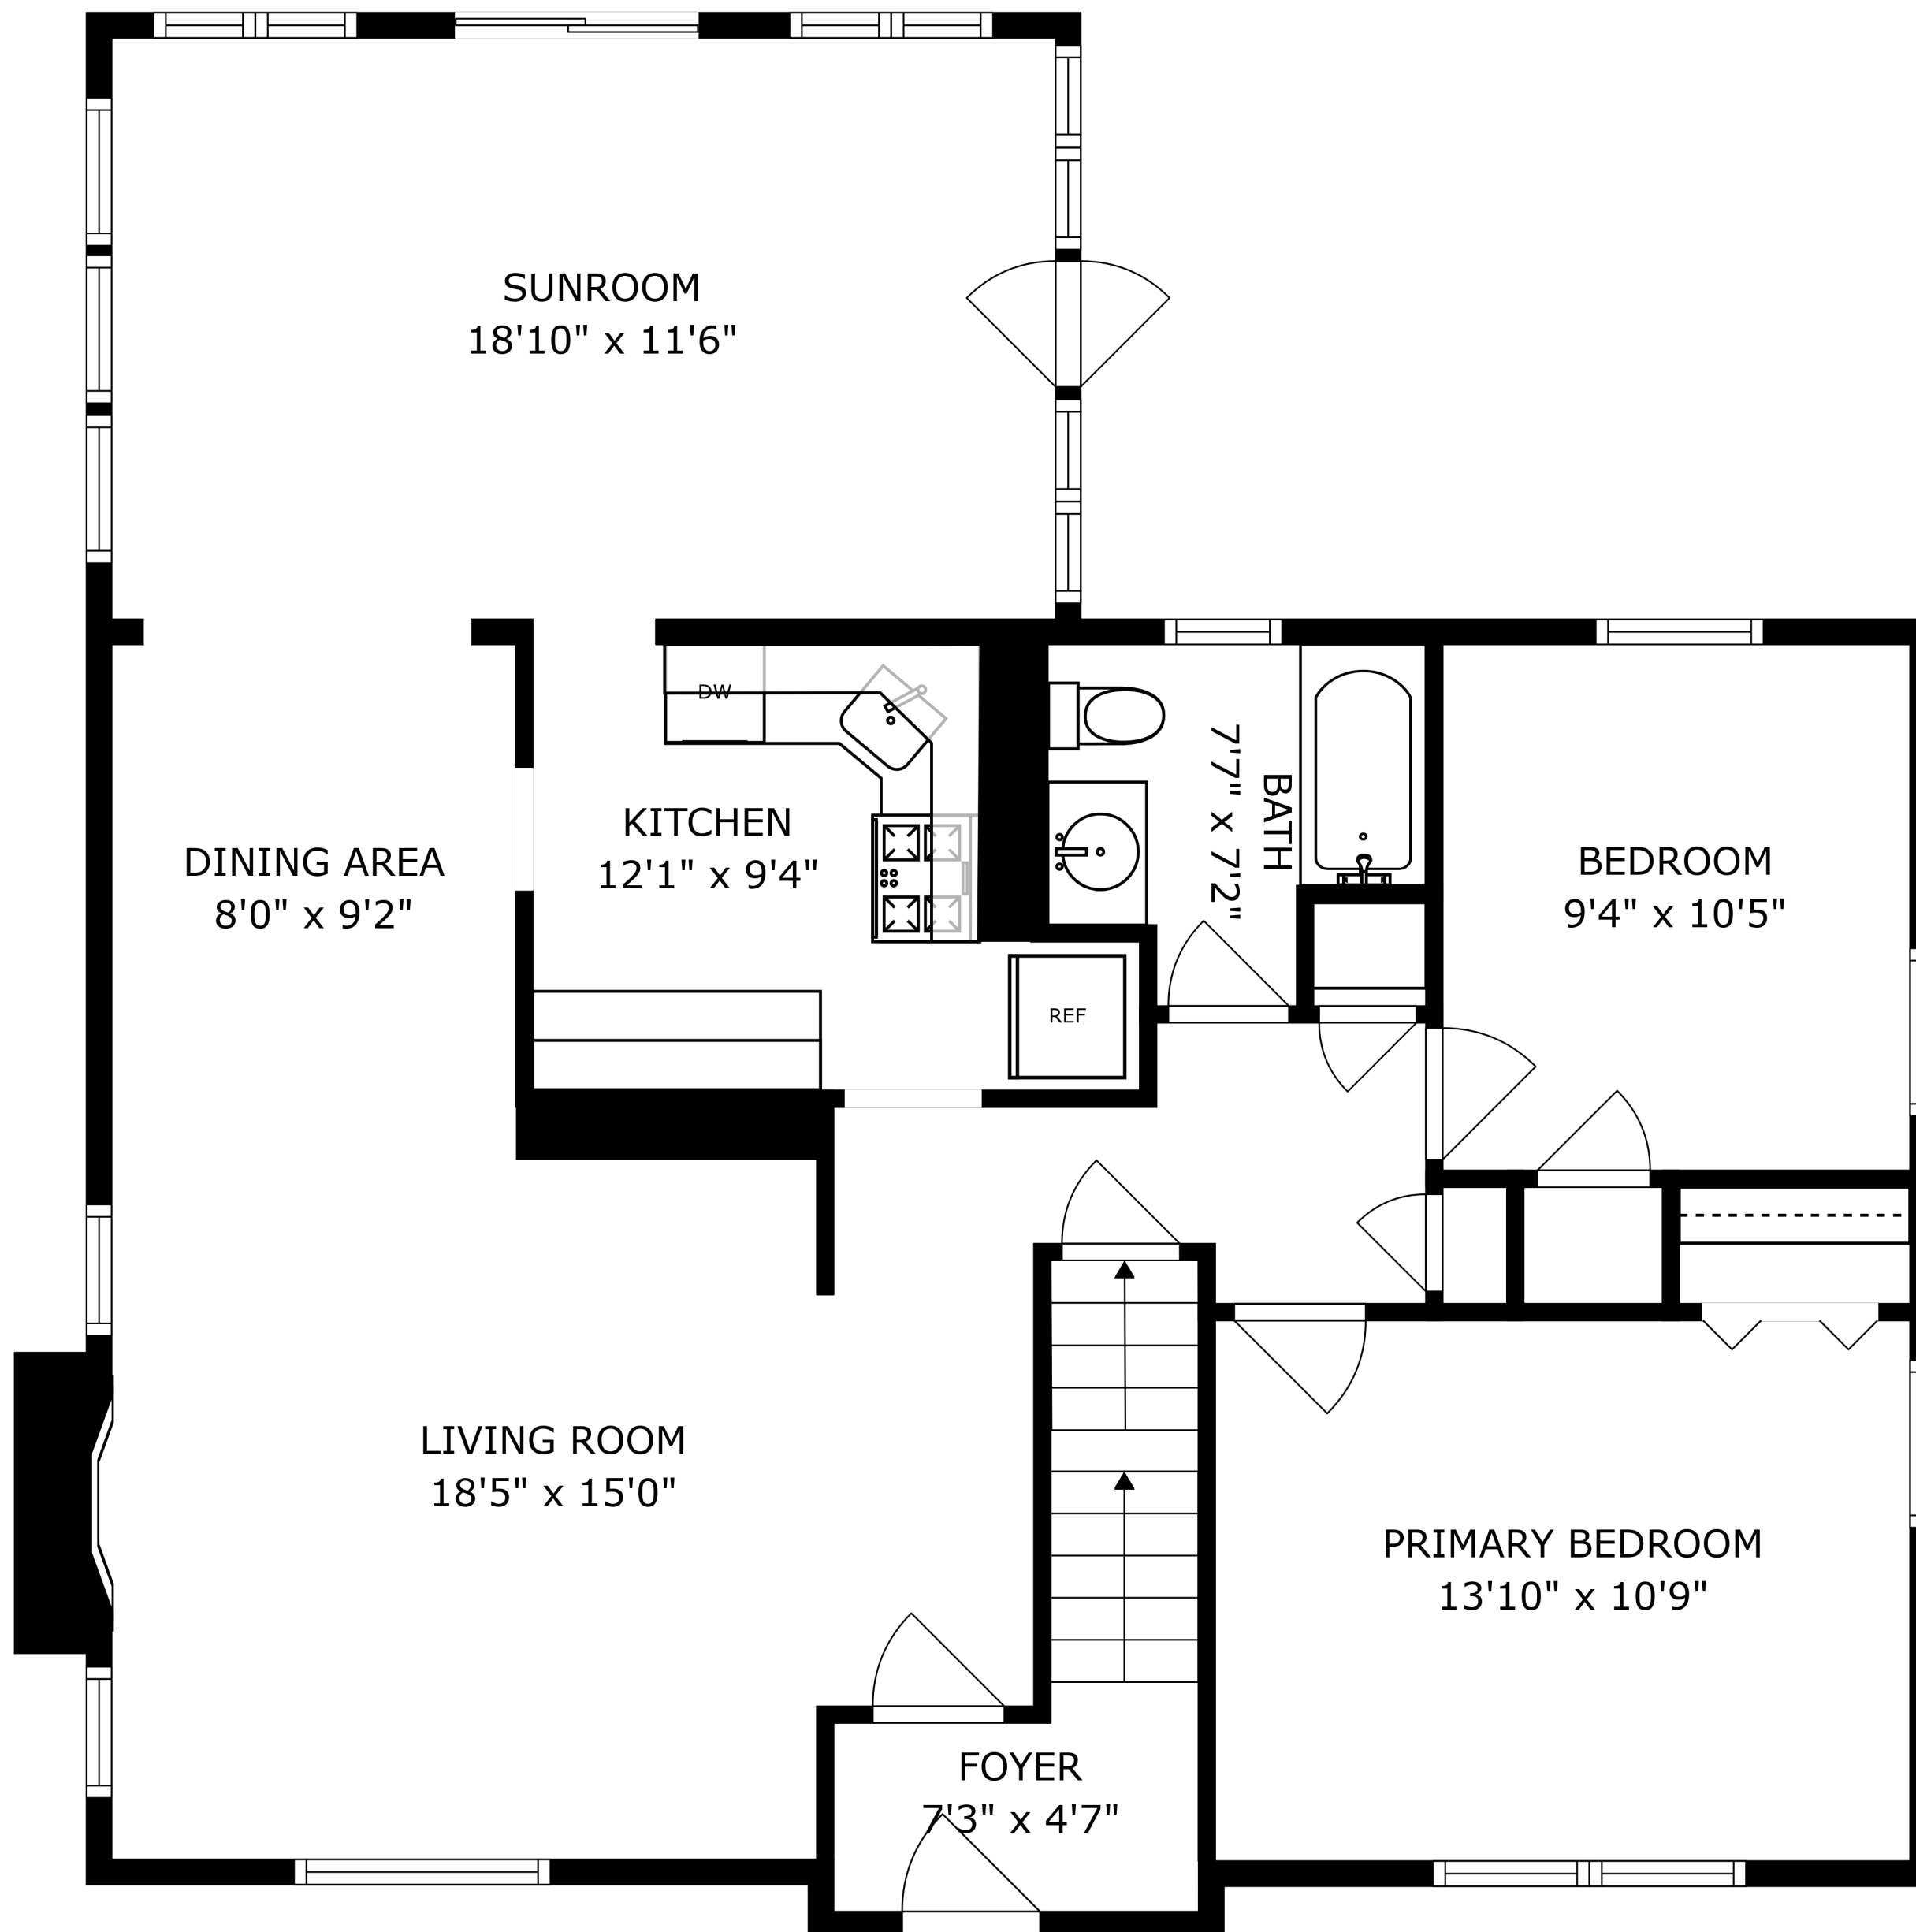 SUNROOM
18'10" x 11'6"
DW
KITCHEN
12'1" x 9'4"
DINING AREA
8'0" x 9'2"
BATH
7'7" x 7'2"
BEDROOM
9'4" x 10'5"
REF
LIVING ROOM
18'5" x 15'0"
PRIMARY BEDROOM
13'10" x 10'9"
FOYER
7'3" x 4'7"